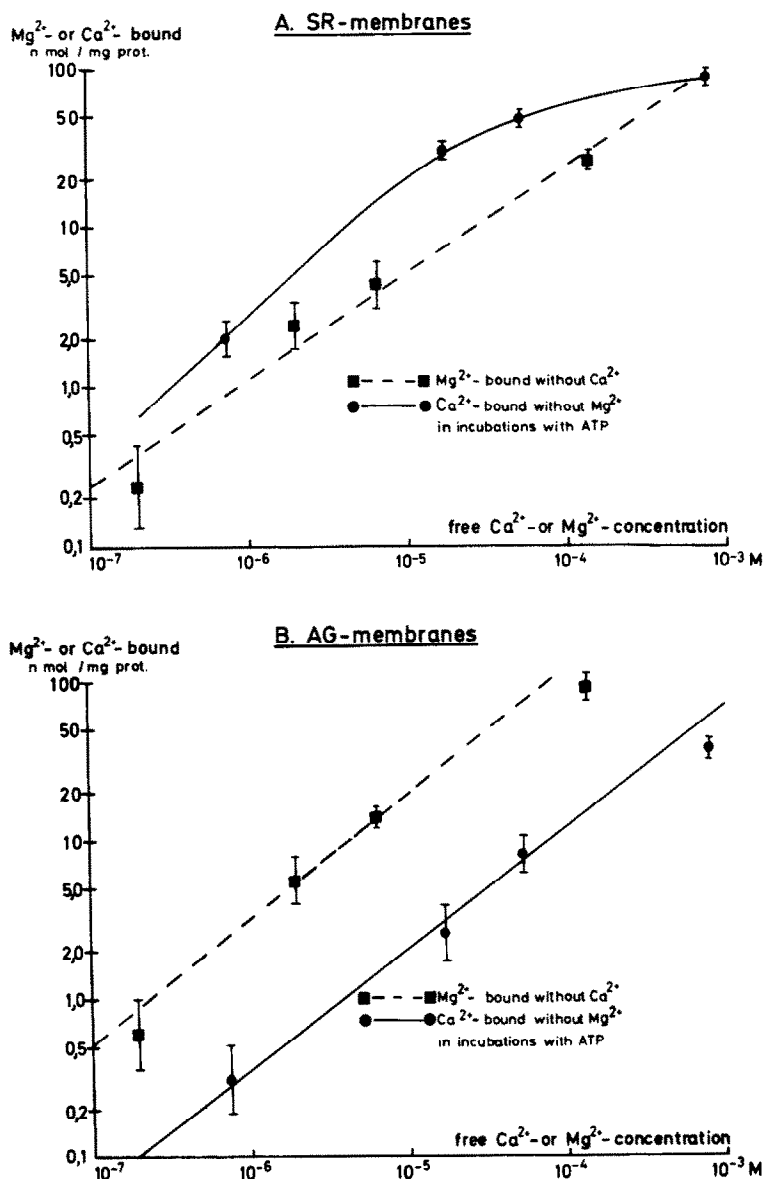 A. SR-membranes
Mg²⁺- or Ca²⁺- bound
n mol / mg prot.
100
50
20
10
5,0
2,0
1,0
0,5
0,2
0,1
Mg²⁺- bound without Ca²⁺
Ca²⁺- bound without Mg²⁺
in incubations with ATP
free Ca²⁺- or Mg²⁺- concentration
10⁻⁷ 10⁻⁶ 10⁻⁵ 10⁻⁴ 10⁻³ M
B. AG-membranes
Mg²⁺- or Ca²⁺- bound
n mol / mg prot.
100
50
20
10
5,0
2,0
1,0
0,5
0,2
0,1
Mg²⁺- bound without Ca²⁺
Ca²⁺- bound without Mg²⁺
in incubations with ATP
free Ca²⁺- or Mg²⁺- concentration
10⁻⁷ 10⁻⁶ 10⁻⁵ 10⁻⁴ 10⁻³ M